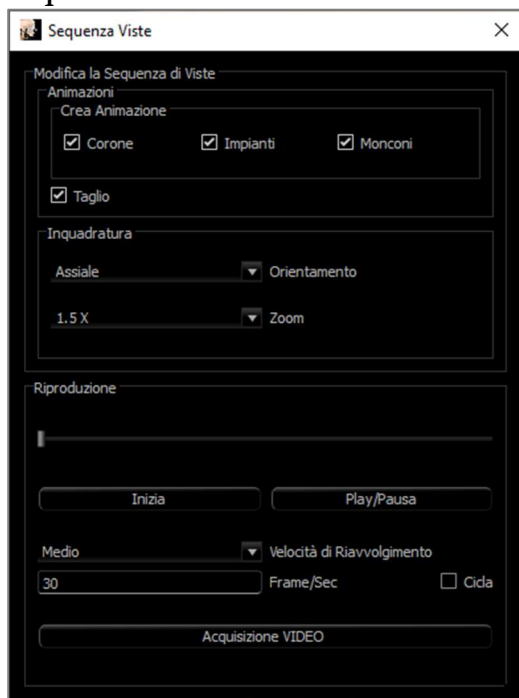 Sequenza Viste
Modifica la Sequenza di Viste
Animazioni
Crea Animazione
Corone Impianti Monconi
Taglio
Inquadratura
Assiale Orientamento
1.5 X Zoom
Riproduzione
Inizia Play/Pausa
Medio Velocità di Riavvolgimento
30 Frame/Sec Cicla
Acquisizione VIDEO